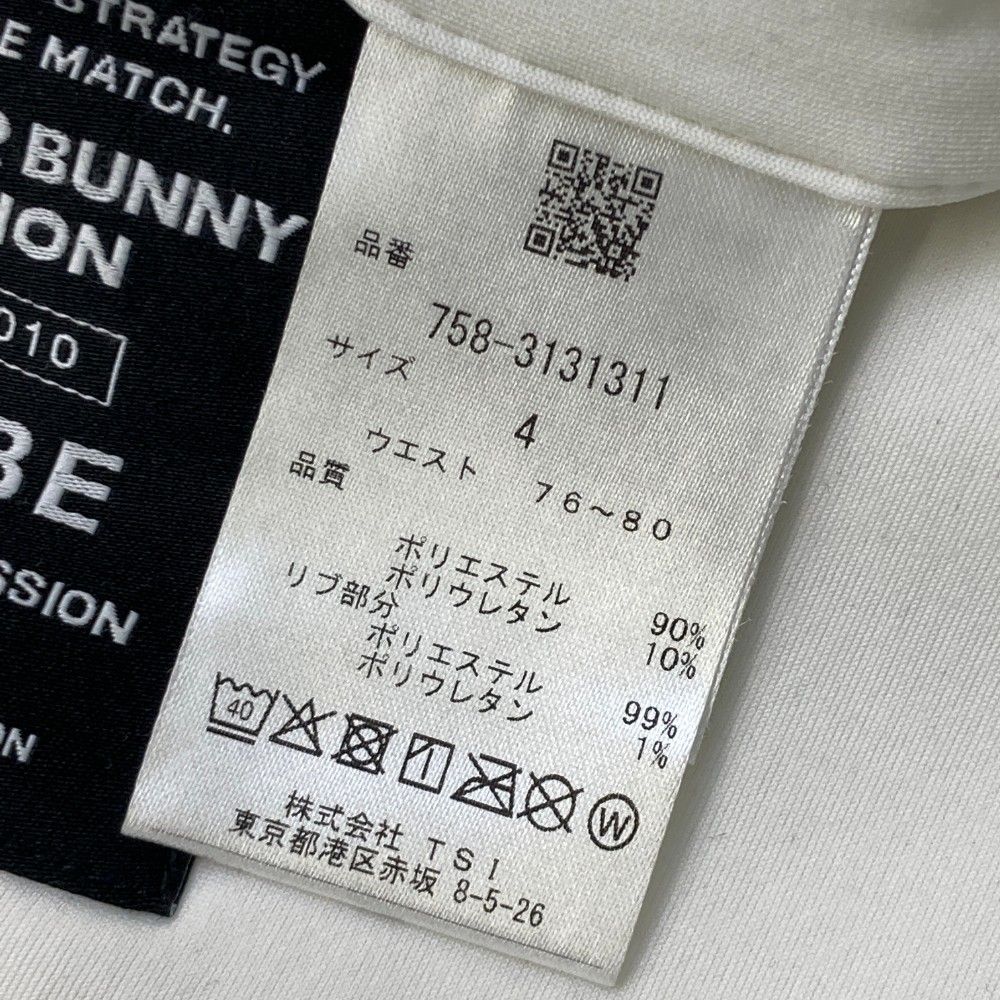 STRATEGY
MATCH.
BUNNY
010
品番
758-3131311
サイズ
4
ウエスト 76~80
品質
ポリエステル 90%
ポリウレタン 10%
リブ部分
ポリエステル 99%
ポリウレタン 1%
40
W
株式会社 TSI
東京都港区赤坂 8-5-26